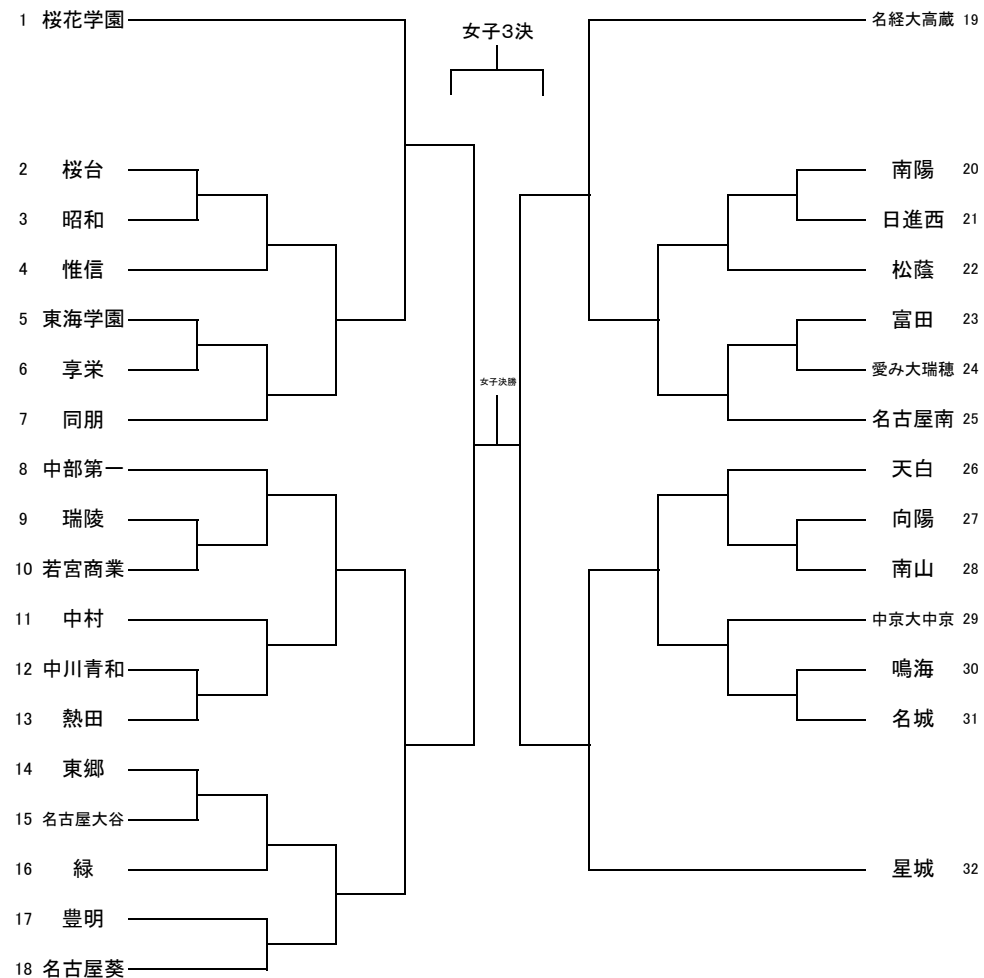 女子3決
1 桜花学園
2 桜台
3 昭和
4 惟信
5 東海学園
6 享栄
7 同朋
8 中部第一
9 瑞陵
10 若宮商業
11 中村
12 中川青和
13 熱田
14 東郷
15 名古屋大谷
16 緑
17 豊明
18 名古屋葵
女子決勝
名経大高蔵 19
南陽 20
日進西 21
松蔭 22
富田 23
愛み大瑞穂 24
名古屋南 25
天白 26
向陽 27
南山 28
中京大中京 29
鳴海 30
名城 31
星城 32